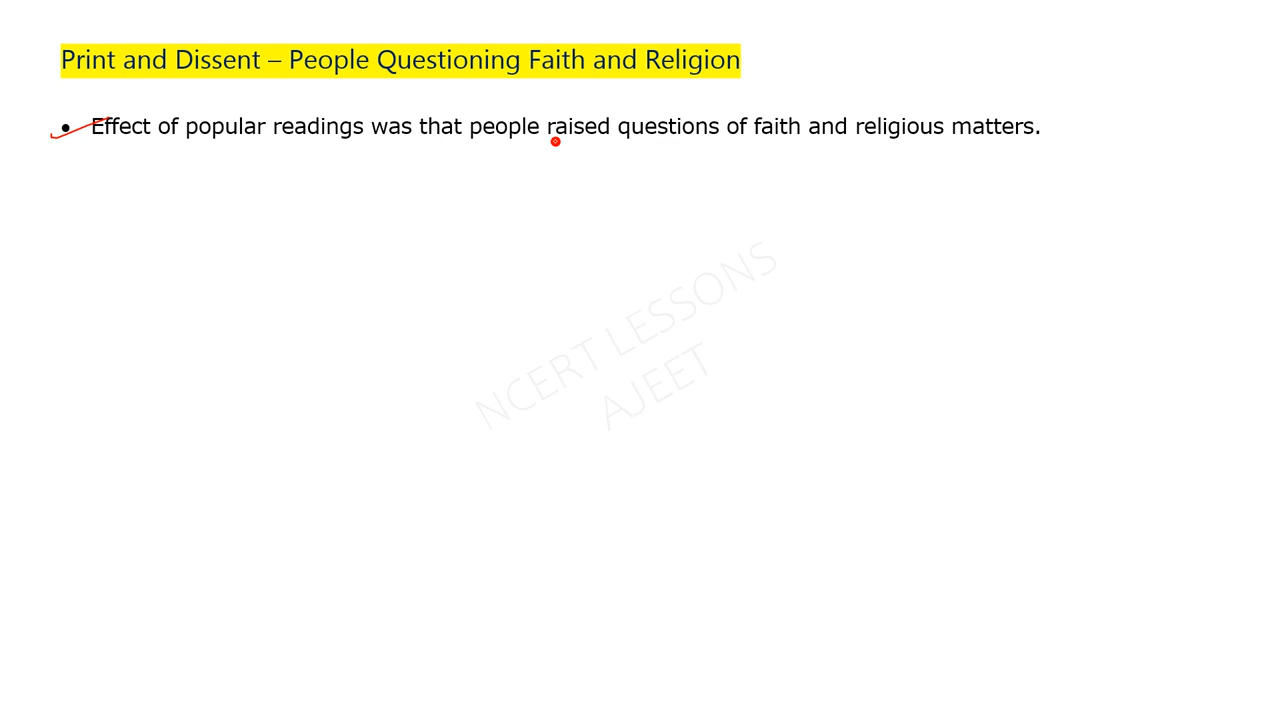 Print and Dissent – People Questioning Faith and Religion
• Effect of popular readings was that people raised questions of faith and religious matters.
NCERT LESSONS
AJEET